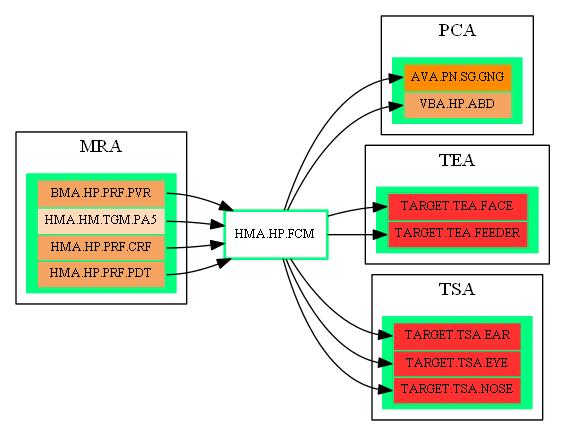 MRA
BMA.HP.PRF.PVR
HMA.HM.TGM.PA5
HMA.HP.PRF.CRF
HMA.HP.PRF.PDT
HMA.HP.FCM
PCA
AVA.PN.SG.GNG
VBA.HP.ABD
TEA
TARGET.TEA.FACE
TARGET.TEA.FEEDER
TSA
TARGET.TSA.EAR
TARGET.TSA.EYE
TARGET.TSA.NOSE